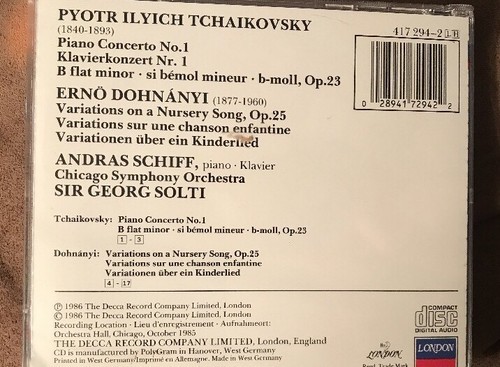 PYOTR ILYICH TCHAIKOVSKY
(1840-1893)
417 294-2 LH
Piano Concerto No.1
Klavierkonzert Nr. 1
B flat minor · si bémol mineur · b-moll, Op.23
0 28941 72942 2
ERNÖ DOHNÁNYI (1877-1960)
Variations on a Nursery Song, Op.25
Variations sur une chanson enfantine
Variationen über ein Kinderlied
ANDRAS SCHIFF, piano · Klavier
Chicago Symphony Orchestra
SIR GEORG SOLTI
Tchaikovsky: Piano Concerto No.1
B flat minor · si bémol mineur · b-moll, Op.23
1 - 3
Dohnányi: Variations on a Nursery Song, Op.25
Variations sur une chanson enfantine
Variationen über ein Kinderlied
4 - 17
℗ 1986 The Decca Record Company Limited, London
© 1986 The Decca Record Company Limited, London
Recording Location · Lieu d'enregistrement · Aufnahmeort:
Orchestra Hall, Chicago, October 1985
THE DECCA RECORD COMPANY LIMITED, London, England
CD is manufactured by PolyGram in Hanover, West Germany
Printed in West Germany / Imprimé en Allemagne. Made in West Germany
COMPACT
disc
DIGITAL AUDIO
LONDON
Regd. Trade Mark
LONDON